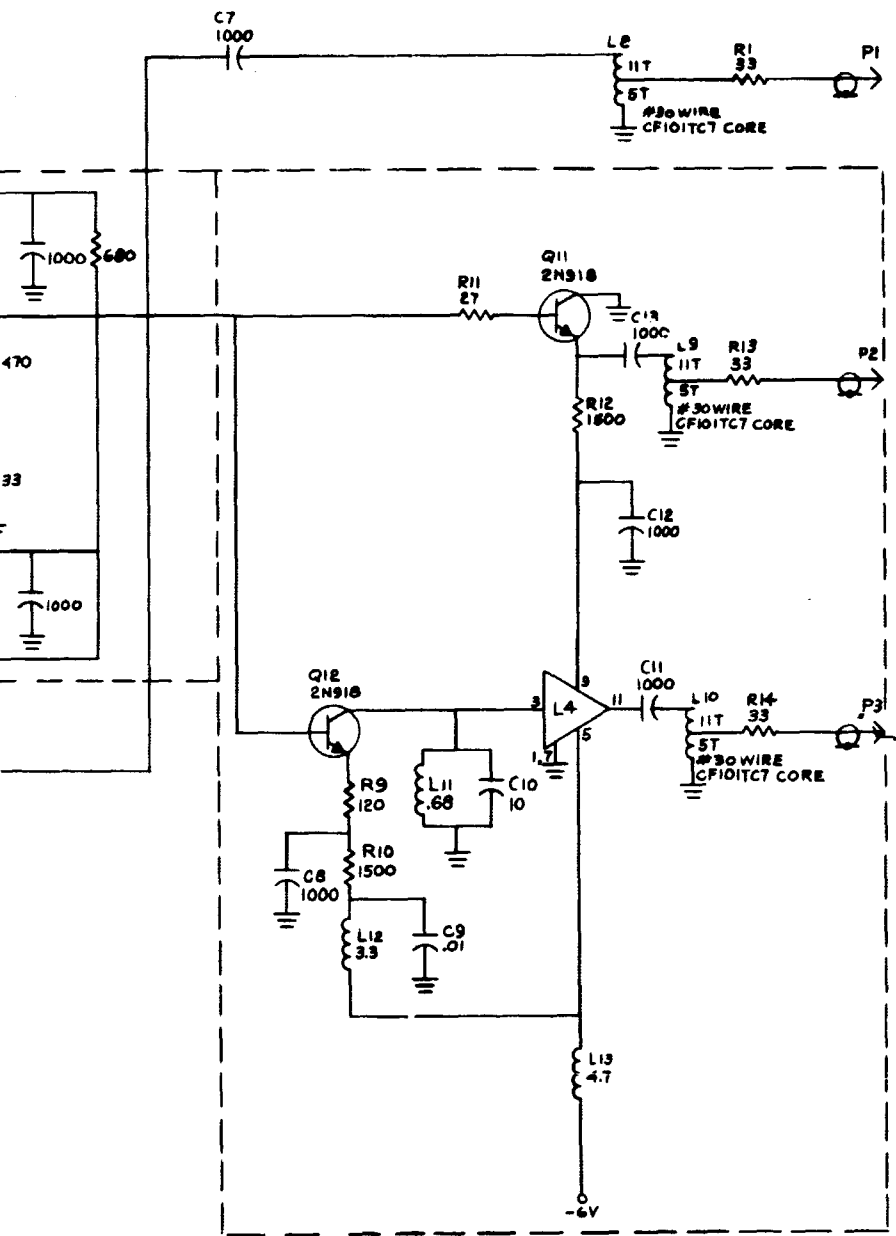 C7
1000
L8
11T
5T
#30 WIRE
CF101TC7 CORE
R1
33
P1
1000
680
470
33
1000
R11
27
Q11
2N918
C13
1000
L9
11T
5T
#30 WIRE
CF101TC7 CORE
R13
33
P2
R12
1500
C12
1000
Q12
2N918
3
L4
9
11
5
1,7
C11
1000
L10
11T
5T
#30 WIRE
CF101TC7 CORE
R14
33
P3
R9
120
L11
.68
C10
10
C8
1000
R10
1500
L12
3.3
C9
.01
L13
4.7
-6V